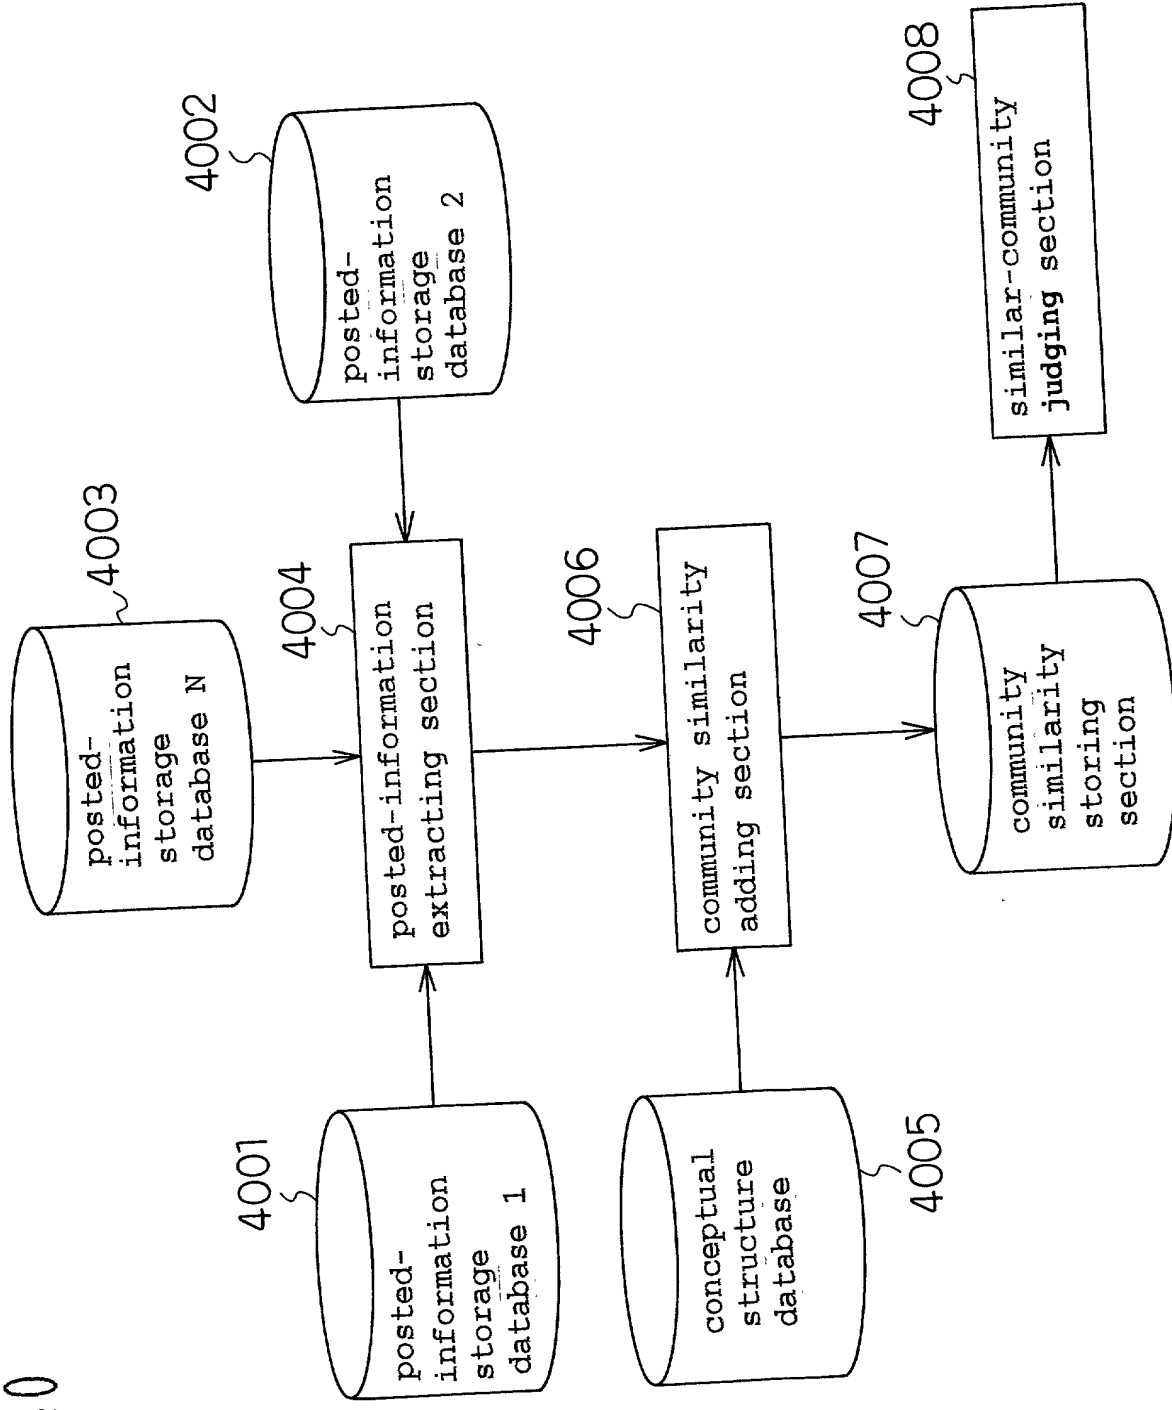 4003
posted-
information
storage
database N
4002
posted-
information
storage
database 2
4001
posted-
information
storage
database 1
4004
posted-information
extracting section
4006
community similarity
adding section
conceptual
structure
database
4005
4007
community
similarity
storing
section
4008
similar-community
judging section